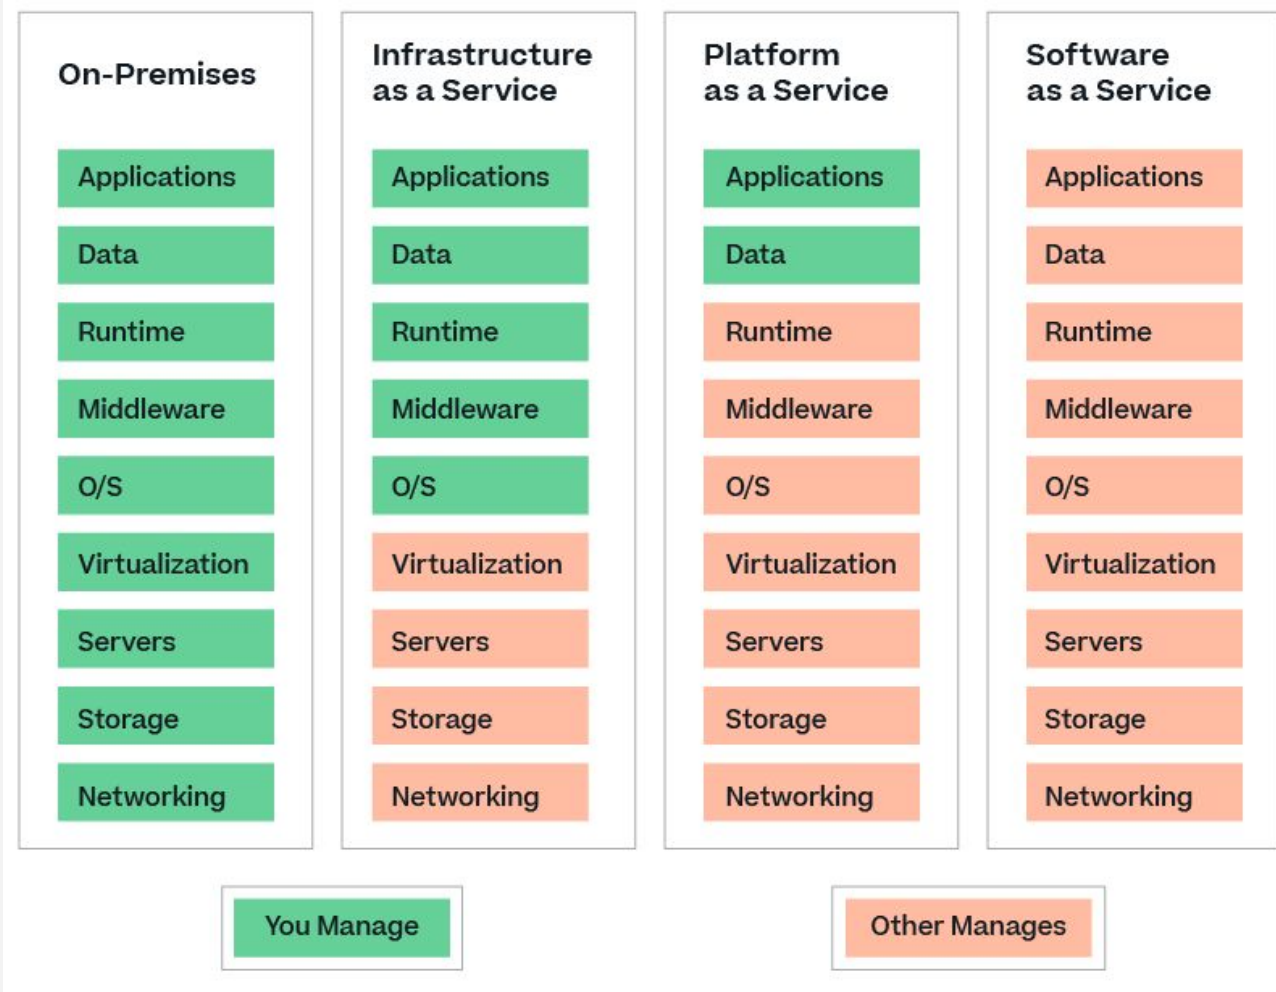 On-Premises
Applications
Data
Runtime
Middleware
O/S
Virtualization
Servers
Storage
Networking
Infrastructure
as a Service
Applications
Data
Runtime
Middleware
O/S
Virtualization
Servers
Storage
Networking
Platform
as a Service
Applications
Data
Runtime
Middleware
O/S
Virtualization
Servers
Storage
Networking
Software
as a Service
Applications
Data
Runtime
Middleware
O/S
Virtualization
Servers
Storage
Networking
You Manage
Other Manages